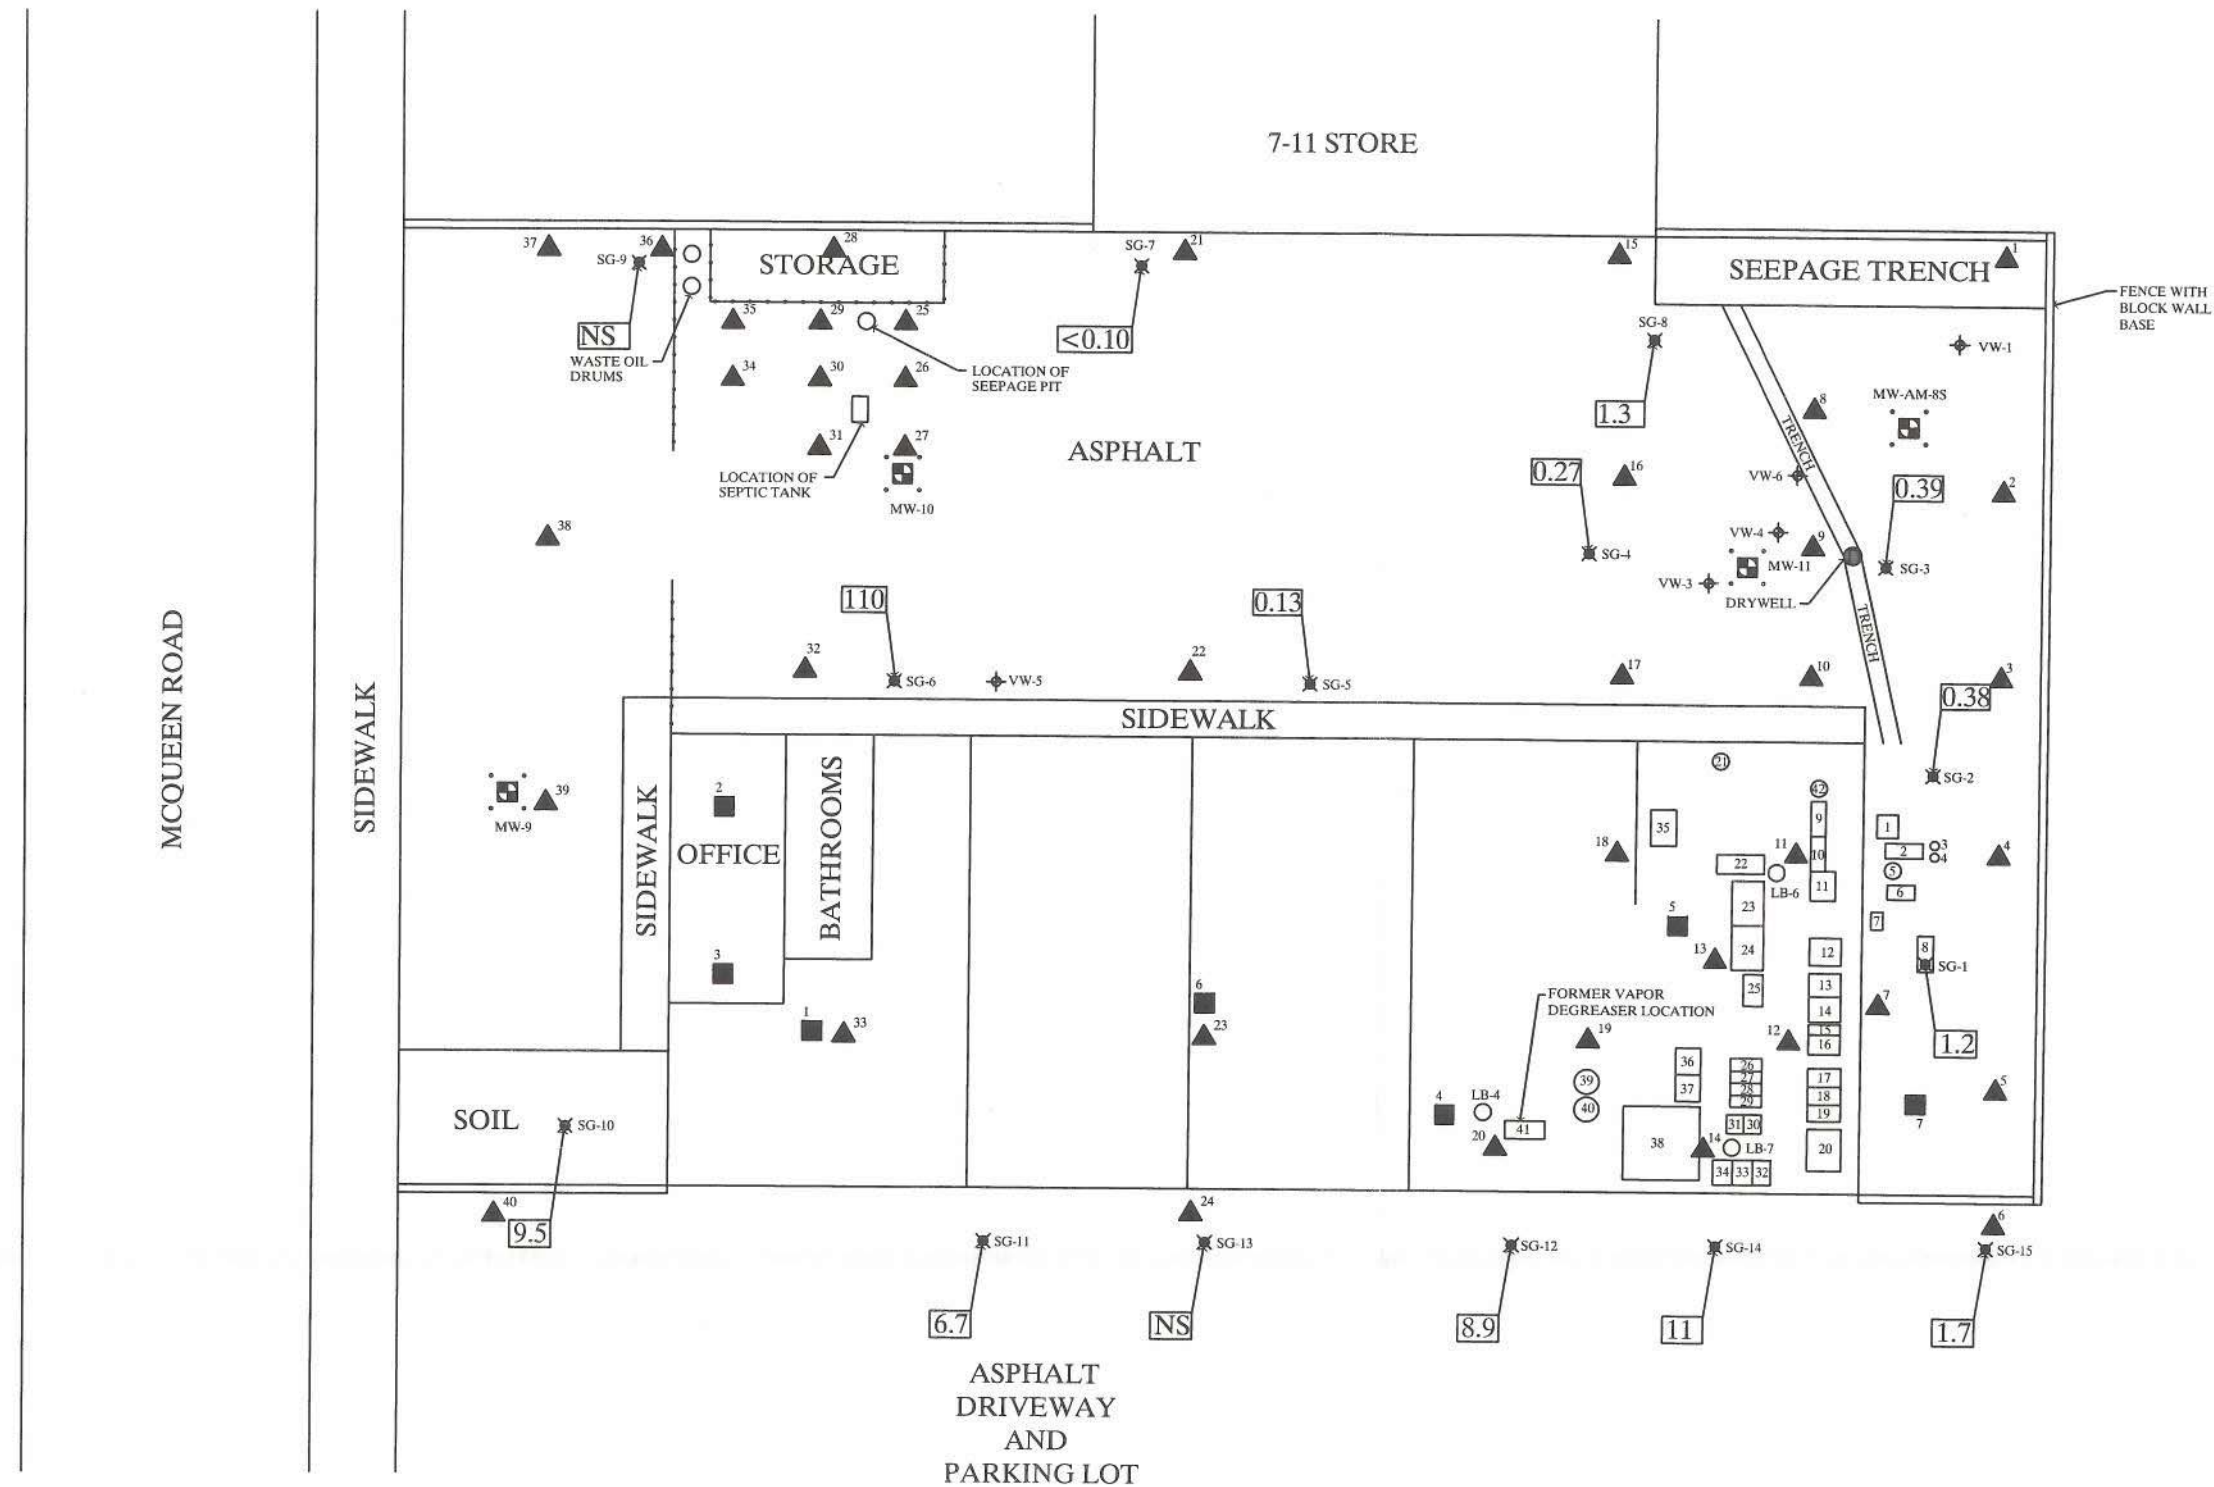 7-11 STORE
37
36
SG-9
28
STORAGE
SG-7
21
15
SEEPAGE TRENCH
1
FENCE WITH
BLOCK WALL
BASE
NS
WASTE OIL
DRUMS
35
29
25
<0.10
LOCATION OF
SEEPAGE PIT
SG-8
VW-1
34
30
26
1.3
8
MW-AM-8S
TRENCH
31
27
ASPHALT
LOCATION OF
SEPTIC TANK
MW-10
0.27
16
VW-6
0.39
2
38
SG-4
VW-4
9
MW-11
SG-3
VW-3
DRYWELL
TRENCH
110
0.13
32
SG-6
VW-5
22
SG-5
17
10
3
0.38
SIDEWALK
MCQUEEN ROAD
SIDEWALK
SIDEWALK
MW-9
39
2
OFFICE
3
BATHROOMS
1
33
6
23
21
42
SG-2
35
9
1
18
22
11
10
2
3
4
4
5
LB-6
11
6
23
5
7
13
24
12
8
SG-1
25
13
14
7
FORMER VAPOR
DEGREASER LOCATION
19
12
15
16
1.2
36
26
27
37
28
29
17
18
19
5
39
40
4
LB-4
41
20
38
31
30
14
LB-7
20
7
34
33
32
SOIL
SG-10
40
9.5
24
6
SG-11
SG-13
SG-12
SG-14
SG-15
6.7
NS
8.9
11
1.7
ASPHALT
DRIVEWAY
AND
PARKING LOT